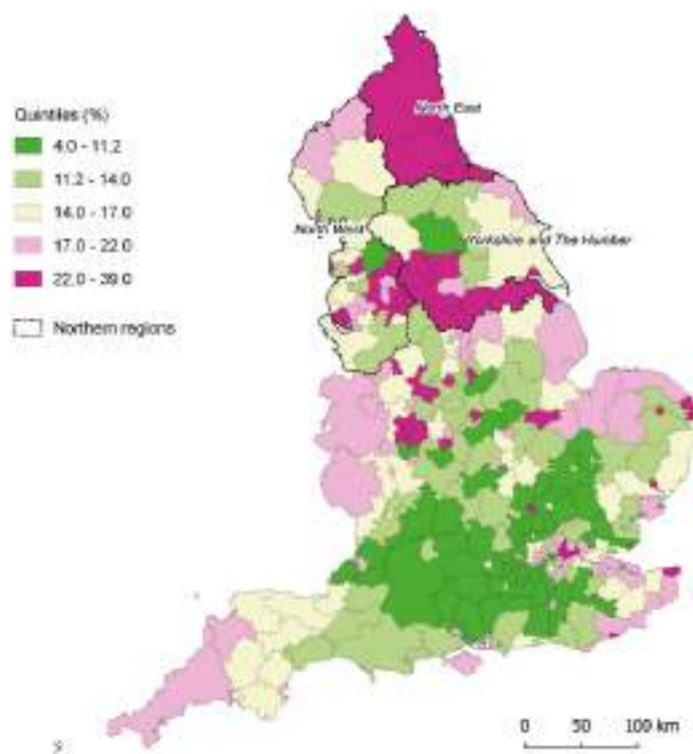 North East
Quintiles (%)
4.0 - 11.2
11.2 - 14.0
14.0 - 17.0
17.0 - 22.0
22.0 - 39.0
North West
Yorkshire and The Humber
Northern regions
0 50 100 km